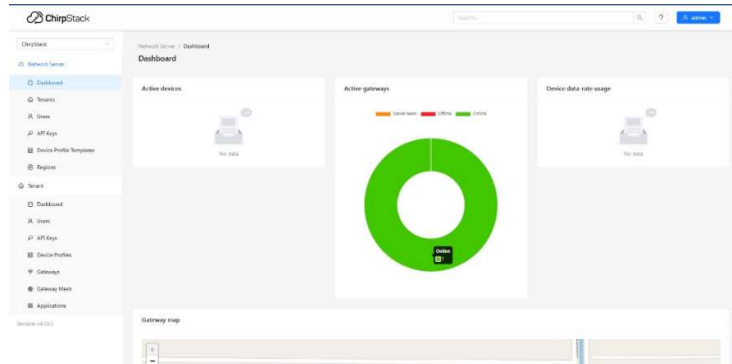 ChirpStack
Search...
?
admin
ChirpStack
Network Server
Dashboard
Tenants
Users
API Keys
Device Profile Templates
Regions
Tenant
Dashboard
Users
API Keys
Device Profiles
Gateways
Gateway Mesh
Applications
Network Server / Dashboard
Dashboard
Active devices
No data
Active gateways
Never seen Offline Online
Online
1
Device data-rate usage
No data
Gateway map
+
−